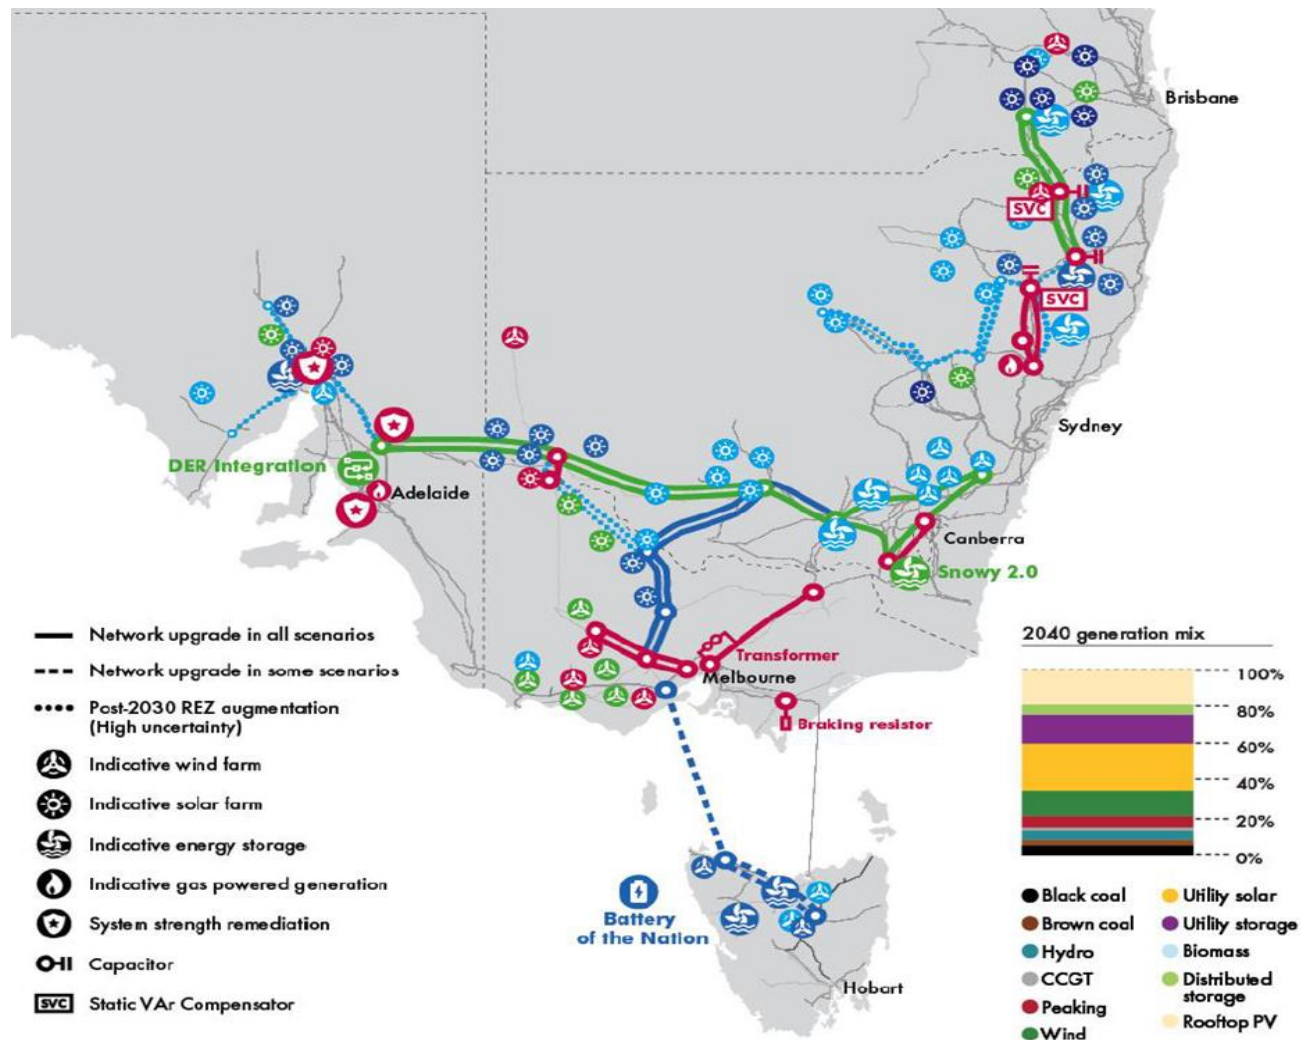 Brisbane
SVC
SVC
Sydney
DER Integration
Adelaide
Canberra
Snowy 2.0
Transformer
Melbourne
Braking resistor
Battery
of the Nation
Hobart
Network upgrade in all scenarios
Network upgrade in some scenarios
Post-2030 REZ augmentation
(High uncertainty)
Indicative wind farm
Indicative solar farm
Indicative energy storage
Indicative gas powered generation
System strength remediation
Capacitor
SVC Static VAr Compensator
2040 generation mix
100%
80%
60%
40%
20%
0%
Black coal
Brown coal
Hydro
CCGT
Peaking
Wind
Utility solar
Utility storage
Biomass
Distributed
storage
Rooftop PV